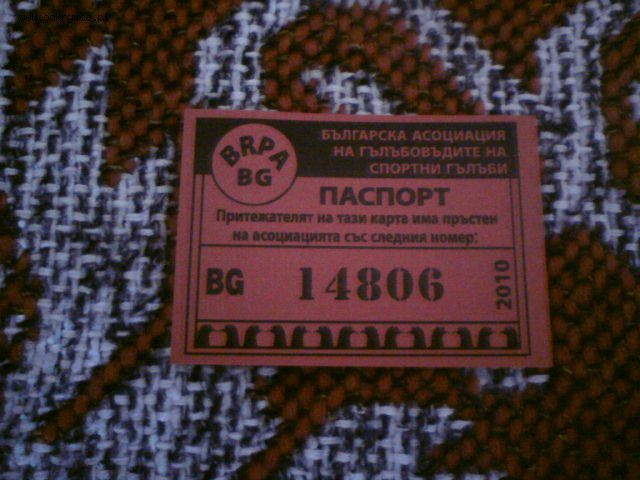 BRPA
BG
БЪЛГАРСКА АСОЦИАЦИЯ
НА ГЪЛЪБОВЪДИТЕ НА
СПОРТНИ ГЪЛЪБИ
ПАСПОРТ
Притежателят на тази карта има пръстен
на асоциацията със следния номер:
BG 14806
2010